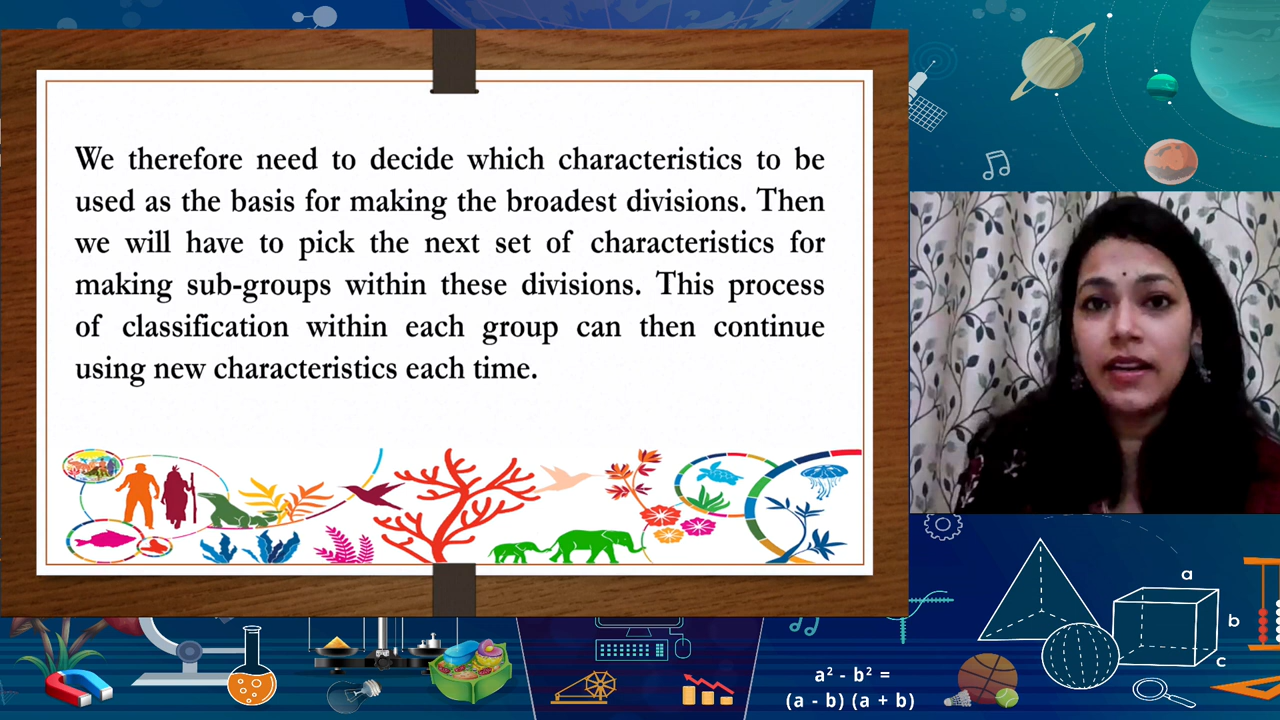 We therefore need to decide which characteristics to be
used as the basis for making the broadest divisions. Then
we will have to pick the next set of characteristics for
making sub-groups within these divisions. This process
of classification within each group can then continue
using new characteristics each time.
a
b
c
a² - b² =
(a - b) (a + b)